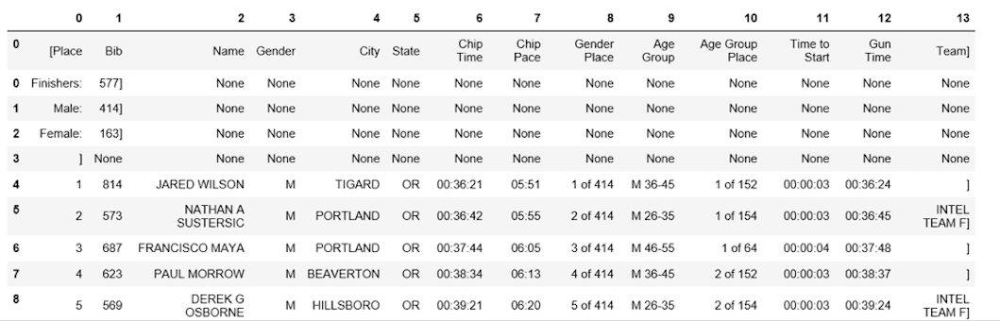 0 1 2 3 4 5 6 7 8 9 10 11 12 13
0 [Place Bib Name Gender City State Chip Time Chip Pace Gender Place Age Group Age Group Place Time to Start Gun Time Team]
0 Finishers: 577] None None None None None None None None None None None None
1 Male: 414] None None None None None None None None None None None None
2 Female: 163] None None None None None None None None None None None None
3 ] None None None None None None None None None None None None None
4 1 814 JARED WILSON M TIGARD OR 00:36:21 05:51 1 of 414 M 36-45 1 of 152 00:00:03 00:36:24 ]
5 2 573 NATHAN A SUSTERSIC M PORTLAND OR 00:36:42 05:55 2 of 414 M 26-35 1 of 154 00:00:03 00:36:45 INTEL TEAM F]
6 3 687 FRANCISCO MAYA M PORTLAND OR 00:37:44 06:05 3 of 414 M 46-55 1 of 64 00:00:04 00:37:48 ]
7 4 623 PAUL MORROW M BEAVERTON OR 00:38:34 06:13 4 of 414 M 36-45 2 of 152 00:00:03 00:38:37 ]
8 5 569 DEREK G OSBORNE M HILLSBORO OR 00:39:21 06:20 5 of 414 M 26-35 2 of 154 00:00:03 00:39:24 INTEL TEAM F]